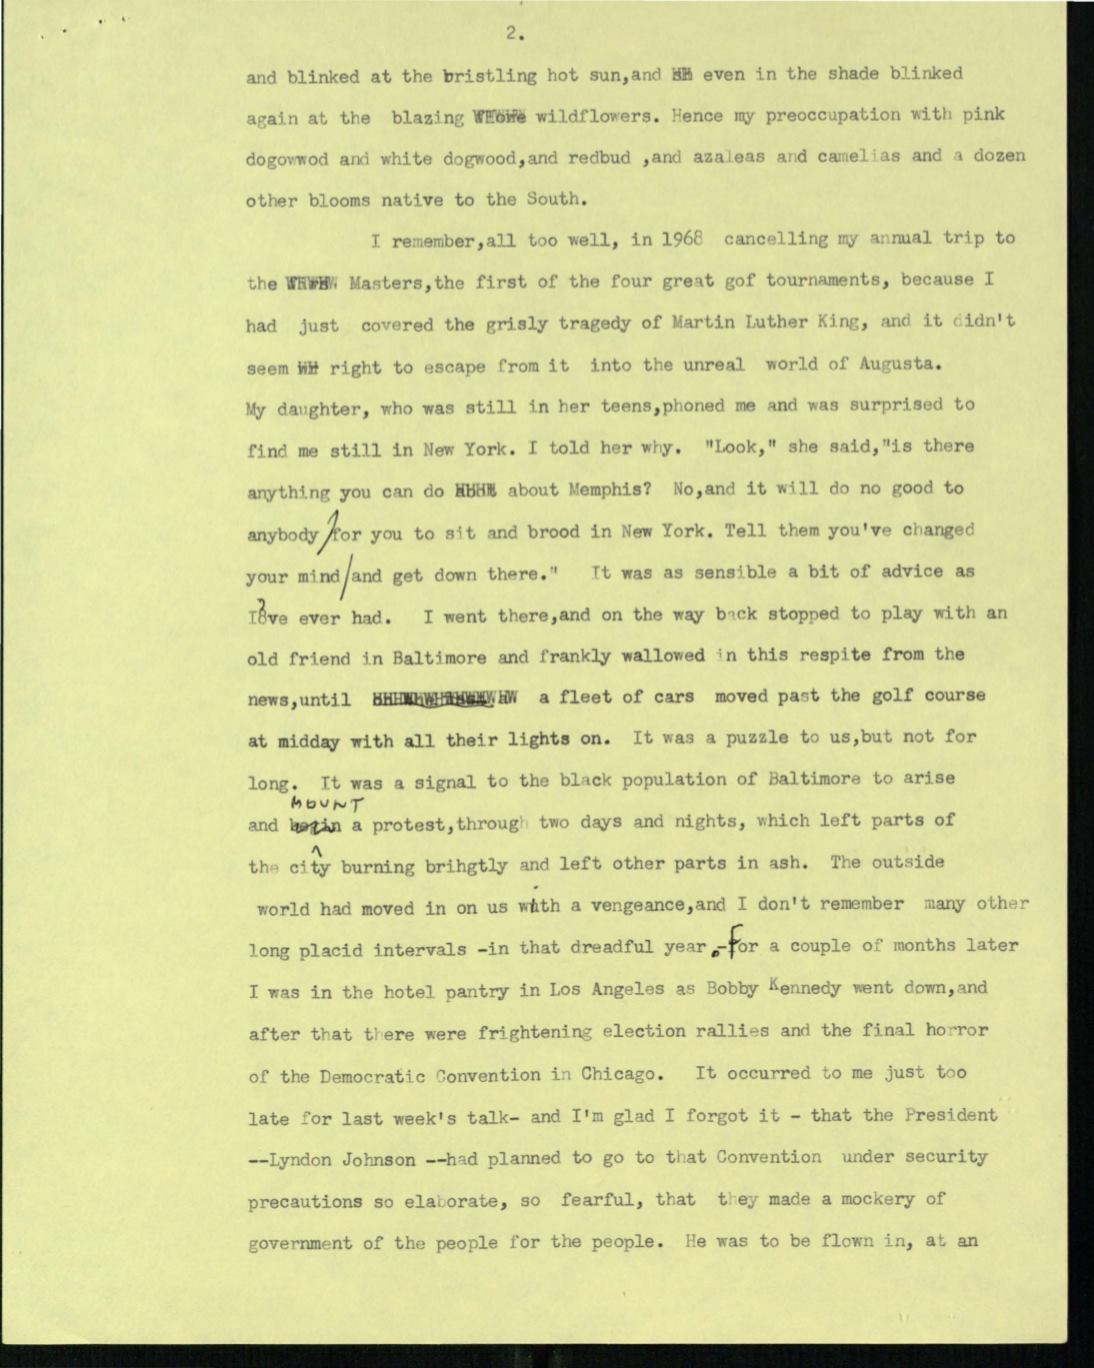 2.
and blinked at the bristling hot sun,and even in the shade blinked
again at the blazing wildflowers. Hence my preoccupation with pink
dogowwod and white dogwood,and redbud ,and azaleas and camelias and a dozen
other blooms native to the South.
I remember,all too well, in 1968 cancelling my annual trip to
the Masters,the first of the four great gof tournaments, because I
had just covered the grisly tragedy of Martin Luther King, and it didn't
seem right to escape from it into the unreal world of Augusta.
My daughter, who was still in her teens,phoned me and was surprised to
find me still in New York. I told her why. "Look," she said,"is there
anything you can do about Memphis? No,and it will do no good to
anybody/for you to sit and brood in New York. Tell them you've changed
your mind/and get down there." It was as sensible a bit of advice as
I've ever had. I went there,and on the way back stopped to play with an
old friend in Baltimore and frankly wallowed in this respite from the
news,until a fleet of cars moved past the golf course
at midday with all their lights on. It was a puzzle to us,but not for
long. It was a signal to the black population of Baltimore to arise
MOUNT
and begin a protest,through two days and nights, which left parts of
the city burning brihgtly and left other parts in ash. The outside
world had moved in on us with a vengeance,and I don't remember many other
long placid intervals -in that dreadful year.-For a couple of months later
I was in the hotel pantry in Los Angeles as Bobby Kennedy went down,and
after that there were frightening election rallies and the final horror
of the Democratic Convention in Chicago. It occurred to me just too
late for last week's talk- and I'm glad I forgot it - that the President
--Lyndon Johnson --had planned to go to that Convention under security
precautions so elaborate, so fearful, that they made a mockery of
government of the people for the people. He was to be flown in, at an